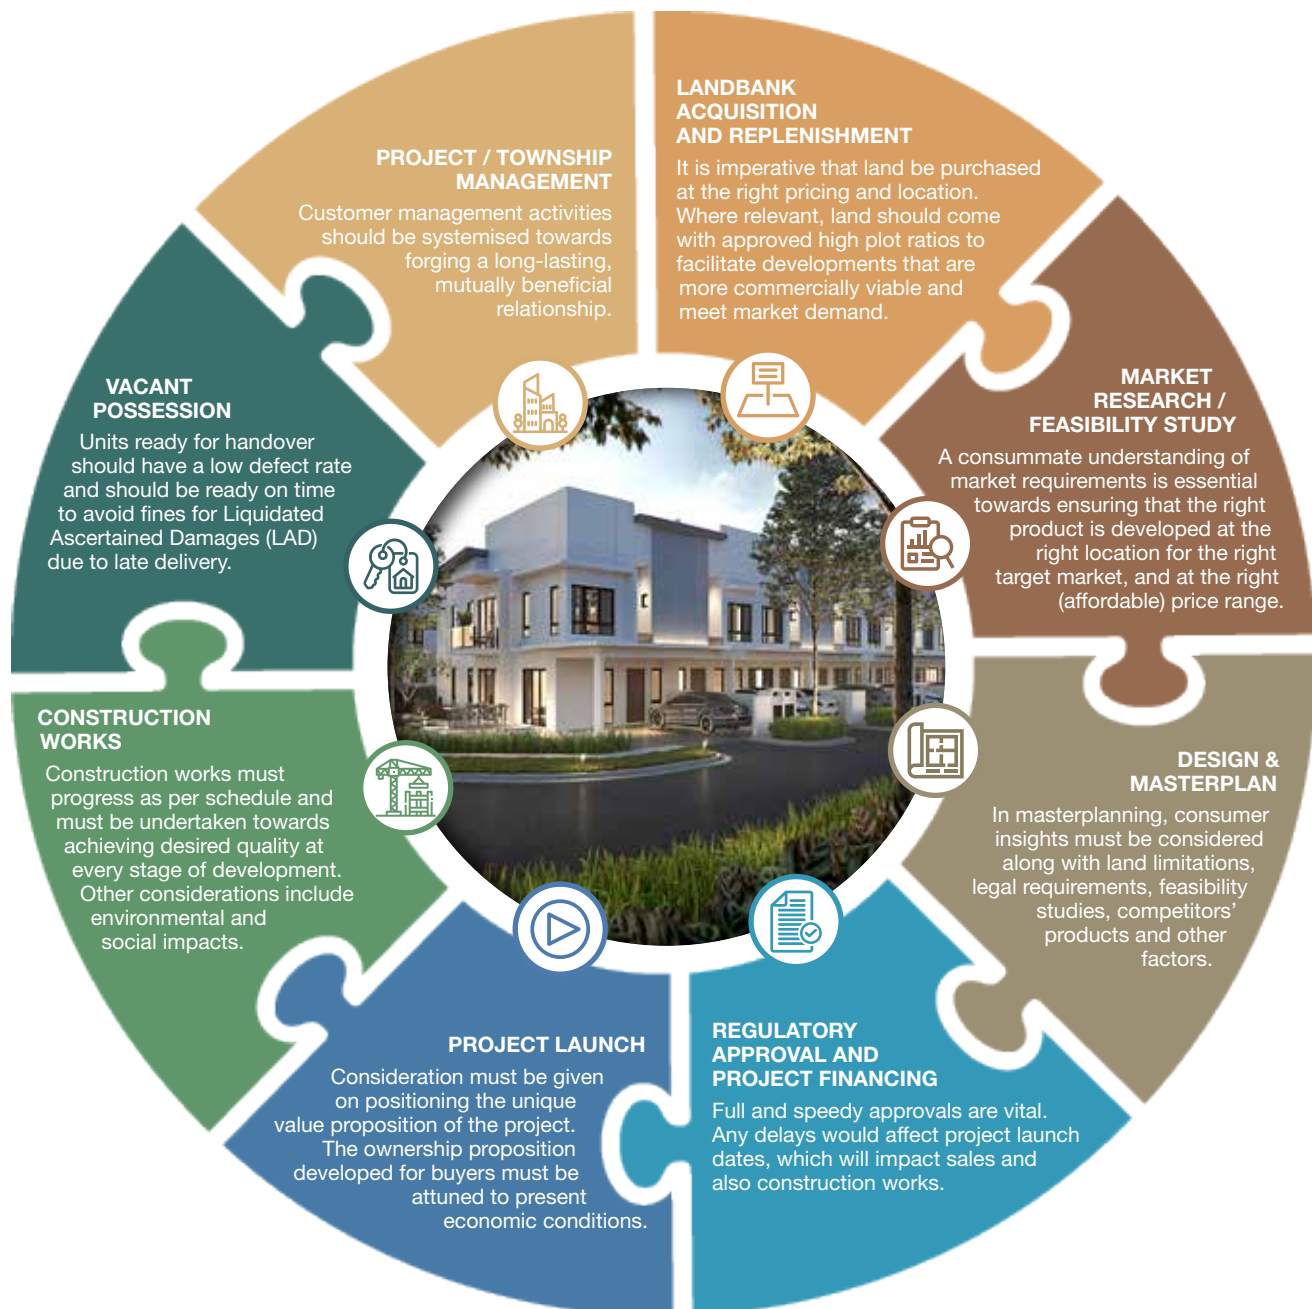 LANDBANK
ACQUISITION
AND REPLENISHMENT
It is imperative that land be purchased
at the right pricing and location.
Where relevant, land should come
with approved high plot ratios to
facilitate developments that are
more commercially viable and
meet market demand.
MARKET
RESEARCH /
FEASIBILITY STUDY
A consummate understanding of
market requirements is essential
towards ensuring that the right
product is developed at the
right location for the right
target market, and at the right
(affordable) price range.
DESIGN &
MASTERPLAN
In masterplanning, consumer
insights must be considered
along with land limitations,
legal requirements, feasibility
studies, competitors’
products and other
factors.
REGULATORY
APPROVAL AND
PROJECT FINANCING
Full and speedy approvals are vital.
Any delays would affect project launch
dates, which will impact sales and
also construction works.
PROJECT LAUNCH
Consideration must be given
on positioning the unique
value proposition of the project.
The ownership proposition
developed for buyers must be
attuned to present
economic conditions.
CONSTRUCTION
WORKS
Construction works must
progress as per schedule and
must be undertaken towards
achieving desired quality at
every stage of development.
Other considerations include
environmental and
social impacts.
VACANT
POSSESSION
Units ready for handover
should have a low defect rate
and should be ready on time
to avoid fines for Liquidated
Ascertained Damages (LAD)
due to late delivery.
PROJECT / TOWNSHIP
MANAGEMENT
Customer management activities
should be systemised towards
forging a long-lasting,
mutually beneficial
relationship.